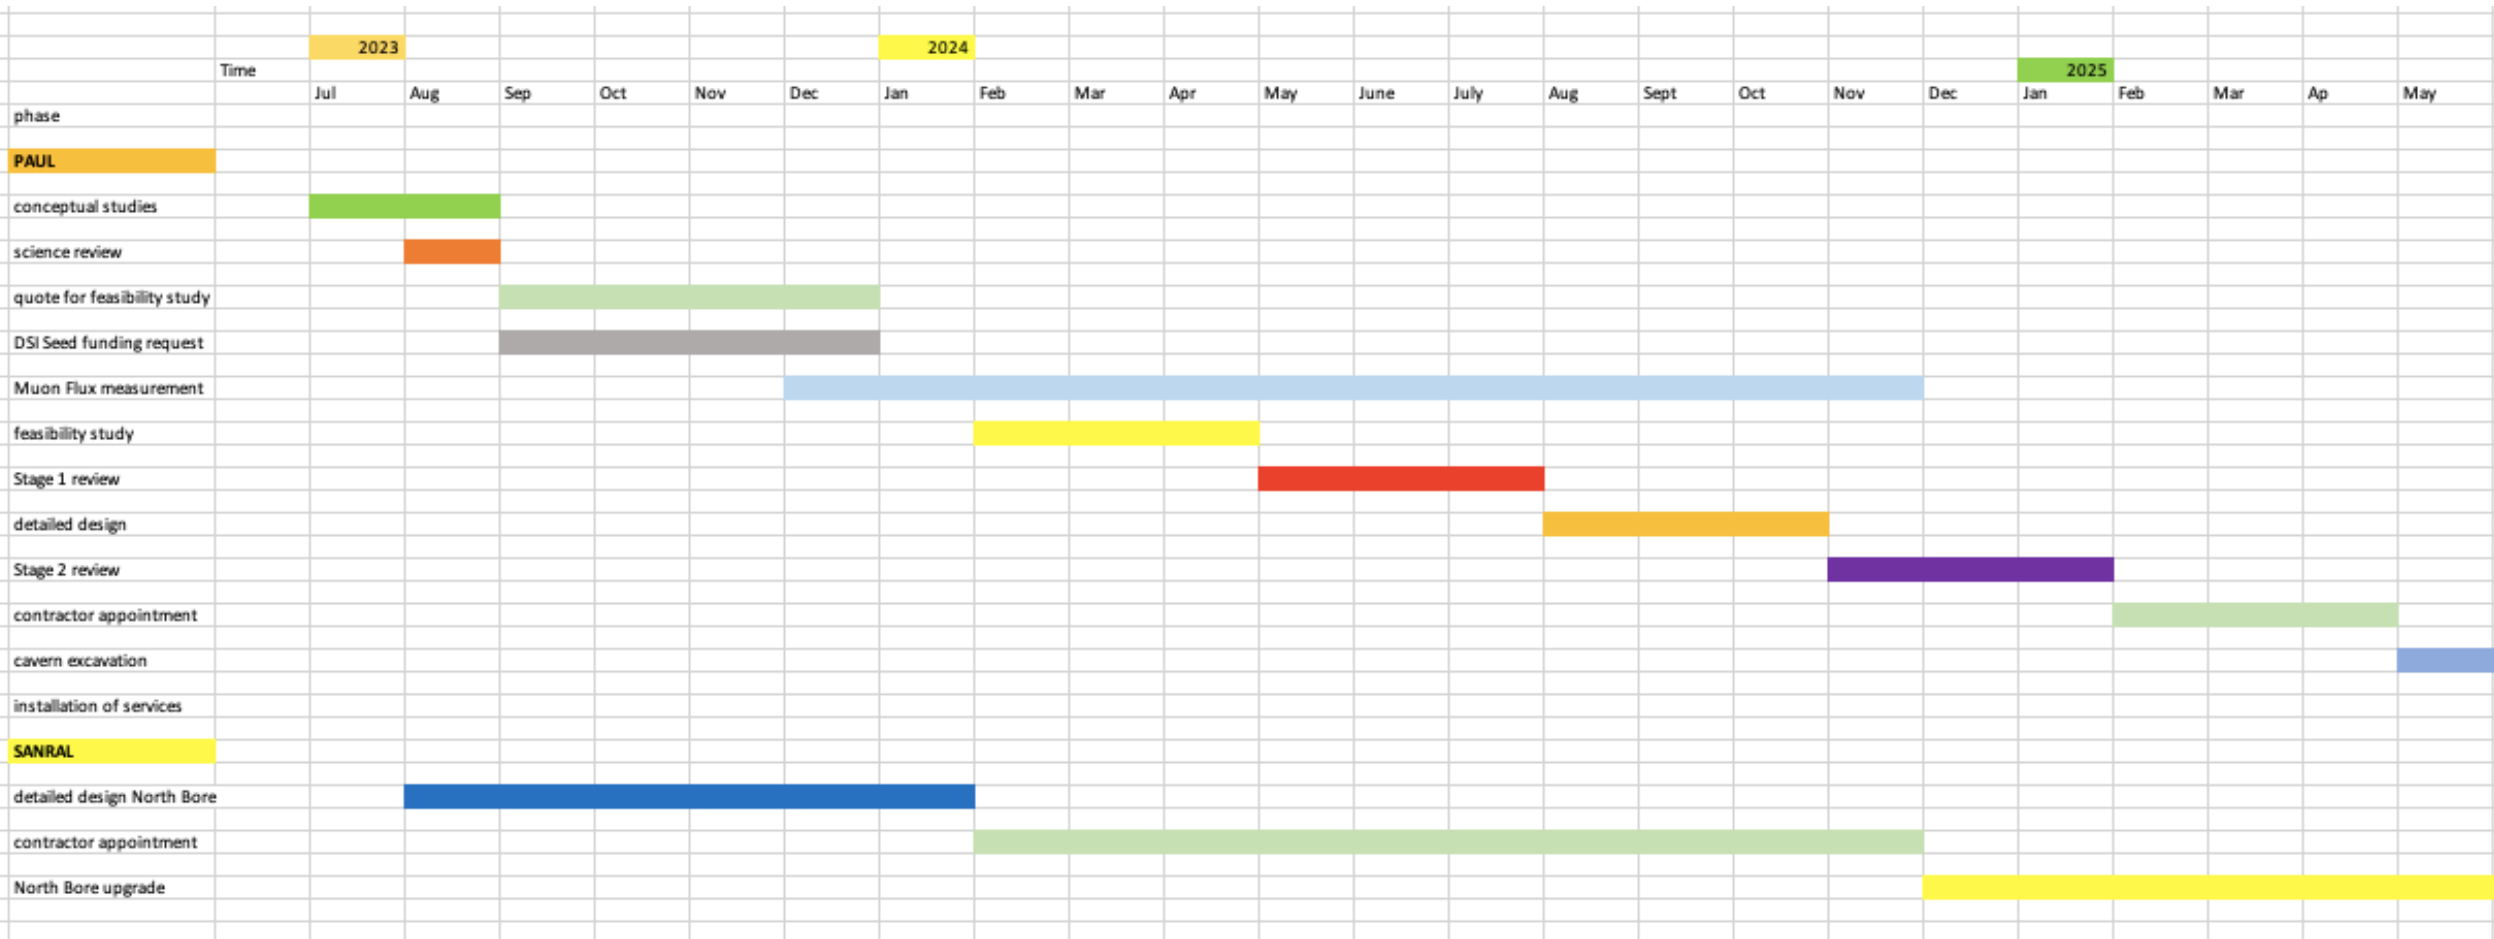 2023 2024
Time 2025
Jul Aug Sep Oct Nov Dec Jan Feb Mar Apr May June July Aug Sept Oct Nov Dec Jan Feb Mar Ap May
phase
PAUL
conceptual studies
science review
quote for feasibility study
DSI Seed funding request
Muon Flux measurement
feasibility study
Stage 1 review
detailed design
Stage 2 review
contractor appointment
cavern excavation
installation of services
SANRAL
detailed design North Bore
contractor appointment
North Bore upgrade